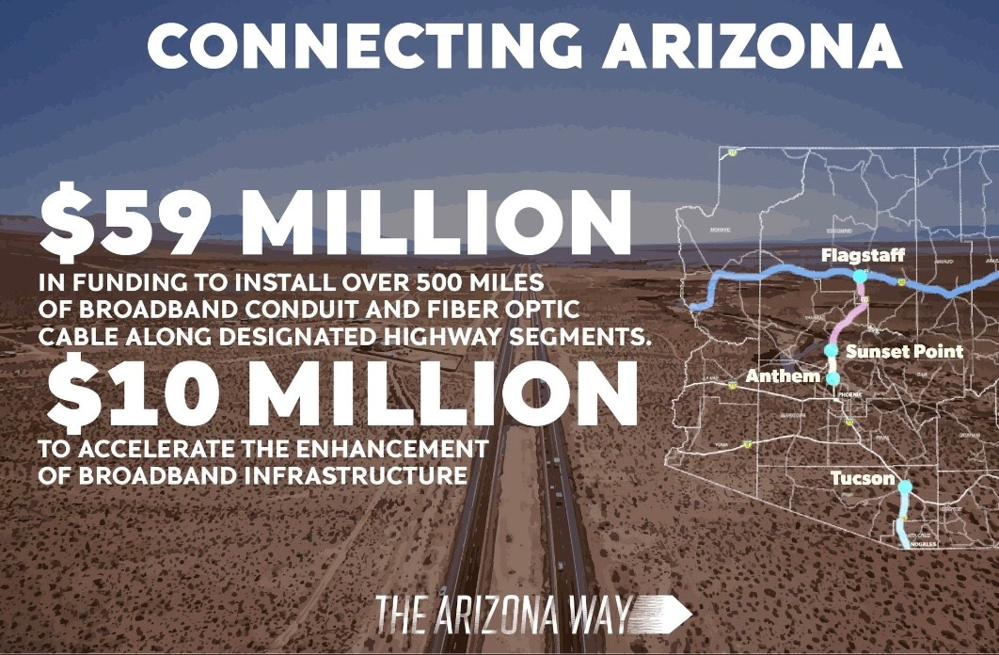 CONNECTING ARIZONA
$59 MILLION
IN FUNDING TO INSTALL OVER 500 MILES
OF BROADBAND CONDUIT AND FIBER OPTIC
CABLE ALONG DESIGNATED HIGHWAY SEGMENTS.
$10 MILLION
TO ACCELERATE THE ENHANCEMENT
OF BROADBAND INFRASTRUCTURE
Flagstaff
Sunset Point
Anthem
PHOENIX
Tucson
NOGALES
THE ARIZONA WAY